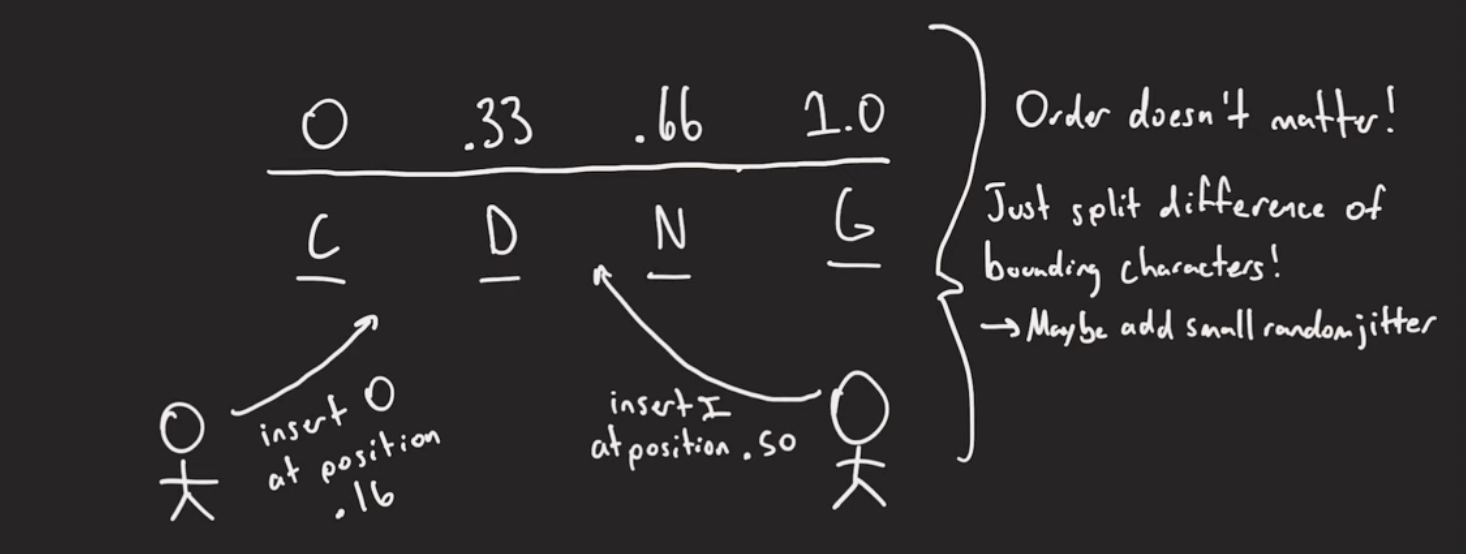 0 .33 .66 1.0
C D N G
Order doesn't matter!
Just split difference of
bounding characters!
→ Maybe add small random jitter
insert O
at position
.16
insert I
at position .50